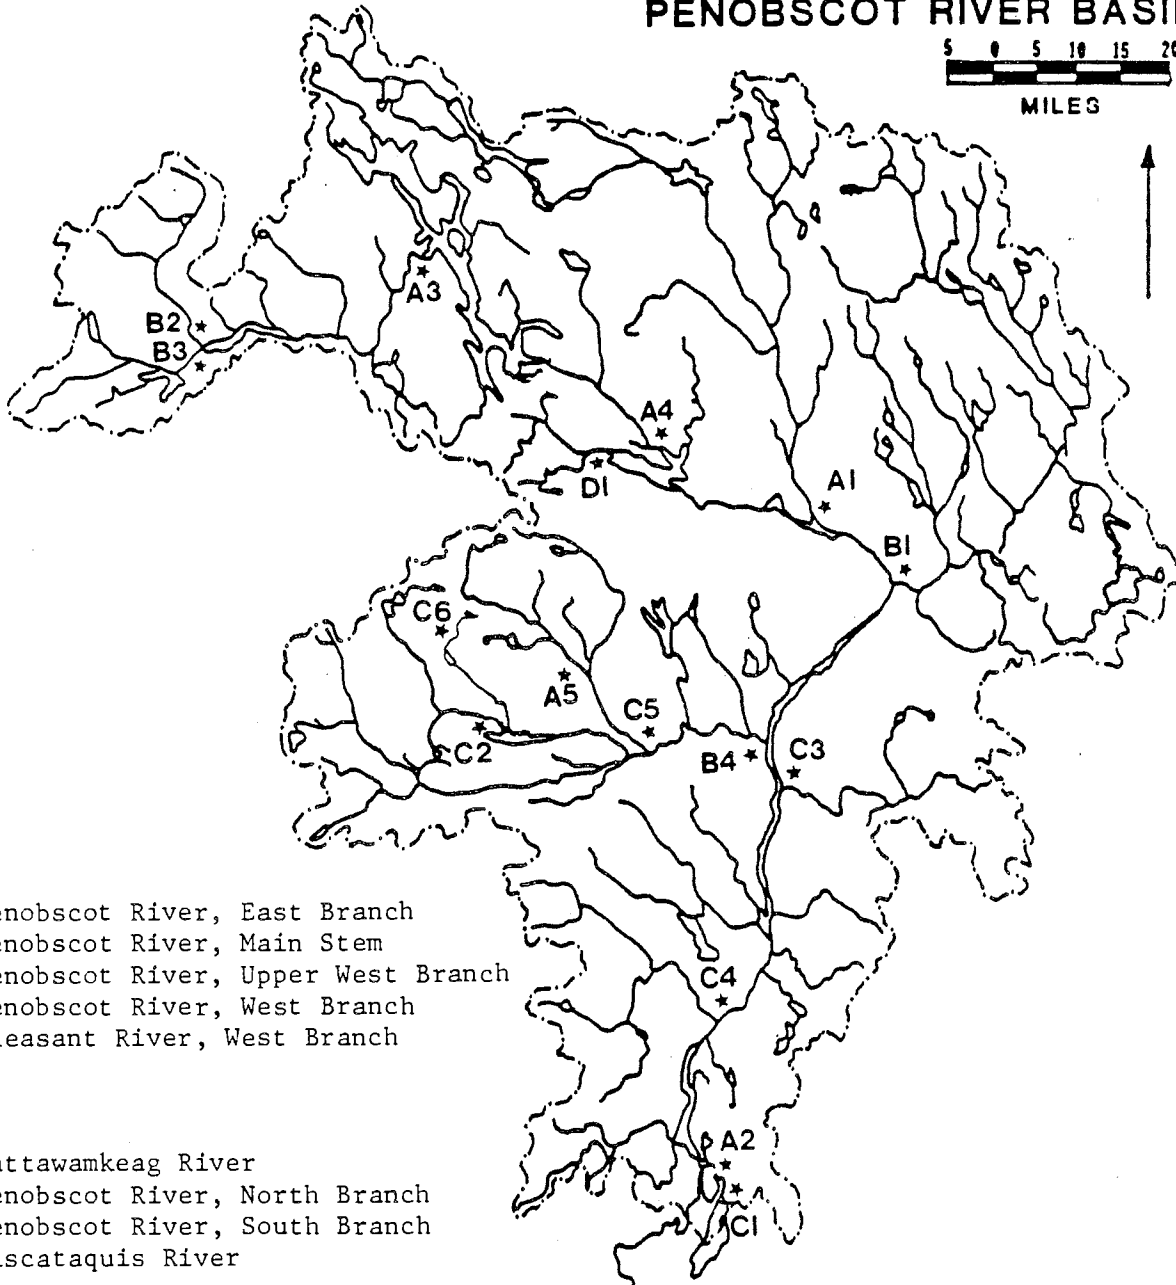 PENOBSCOT RIVER BASI
5 0 5 10 15 20
MILES
A3
B2
B3
A4
D1
A1
B1
C6
A5
C5
C2
B4
C3
enobscot River, East Branch
enobscot River, Main Stem
enobscot River, Upper West Branch
enobscot River, West Branch
leasant River, West Branch
C4
attawamkeag River
enobscot River, North Branch
enobscot River, South Branch
iscataquis River
A2
C1